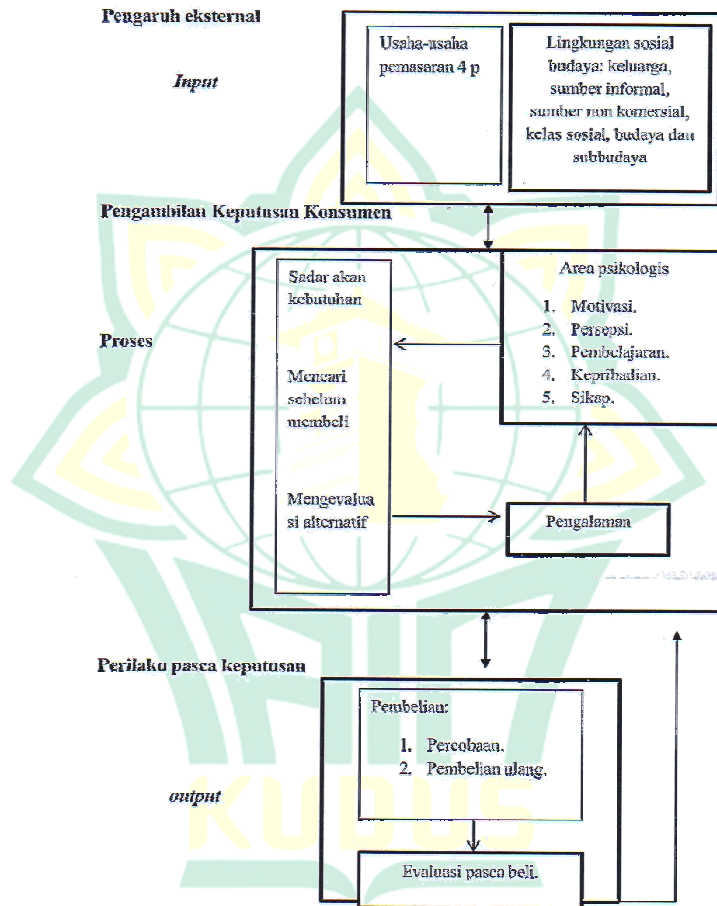 Pengaruh eksternal
Input
Usaha-usaha
pemasaran 4 p
Lingkungan sosial
budaya: keluarga,
sumber informal,
sumber non komersial,
kelas sosial, budaya dan
subbudaya
Pengambilan Keputusan Konsumen
Proses
Sadar akan
kebutuhan
Mencari
sebelum
membeli
Mengevalua
si alternatif
Area psikologis
1. Motivasi.
2. Persepsi.
3. Pembelajaran.
4. Kepribadian.
5. Sikap.
Pengalaman
Perilaku pasca keputusan
output
Pembelian:
1. Percobaan.
2. Pembelian ulang.
Evaluasi pasca beli.
KUDUS